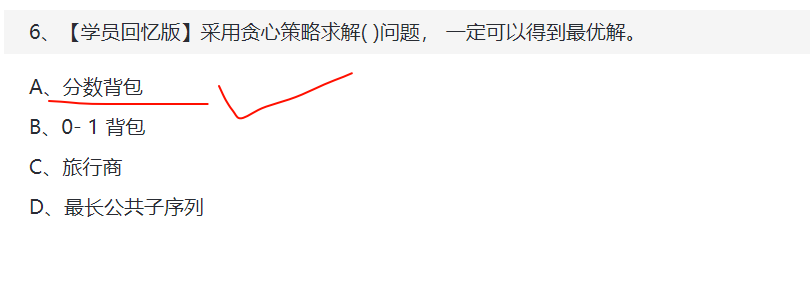 6、【学员回忆版】采用贪心策略求解( )问题， 一定可以得到最优解。
A、分数背包
B、0- 1 背包
C、旅行商
D、最长公共子序列